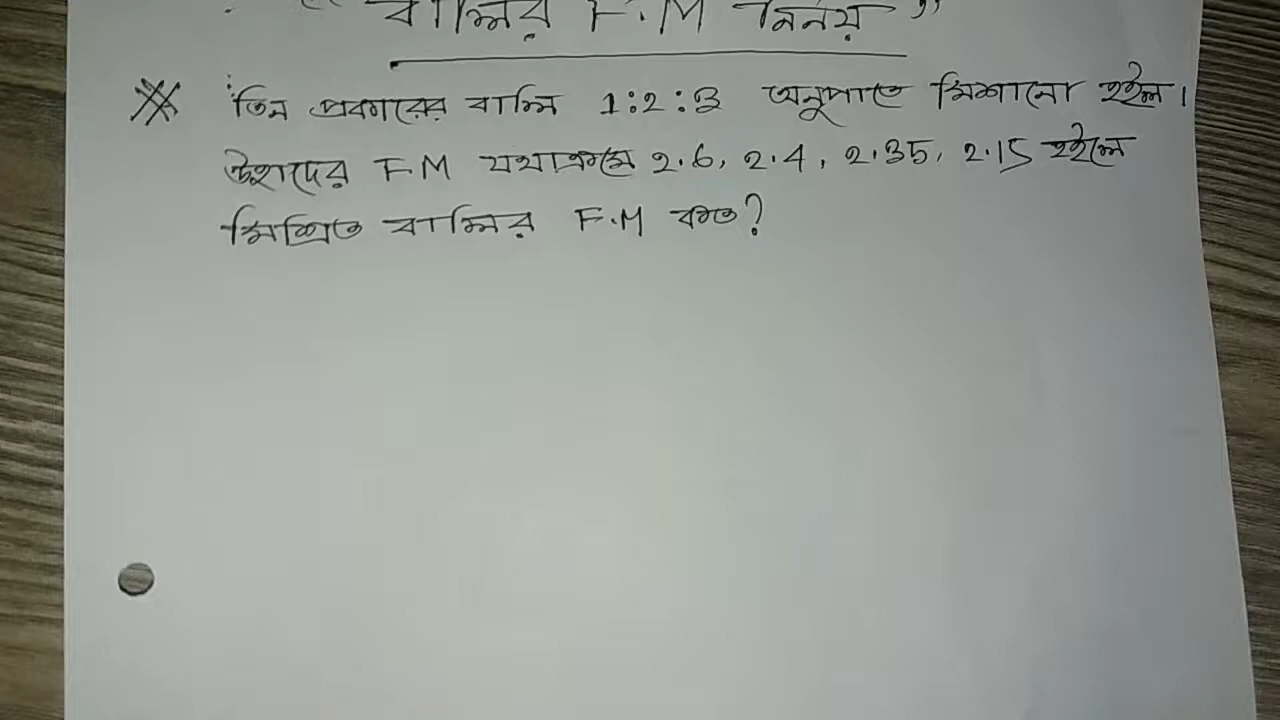 “বালির F.M নির্নয়”
তিন প্রকারের বালি 1:2:3 অনুপাতে মিশানো হইল।
উহাদের F.M যথাক্রমে 2.6, 2.4, 2.35, 2.15 হইলে
মিশ্রিত বালির F.M কত?